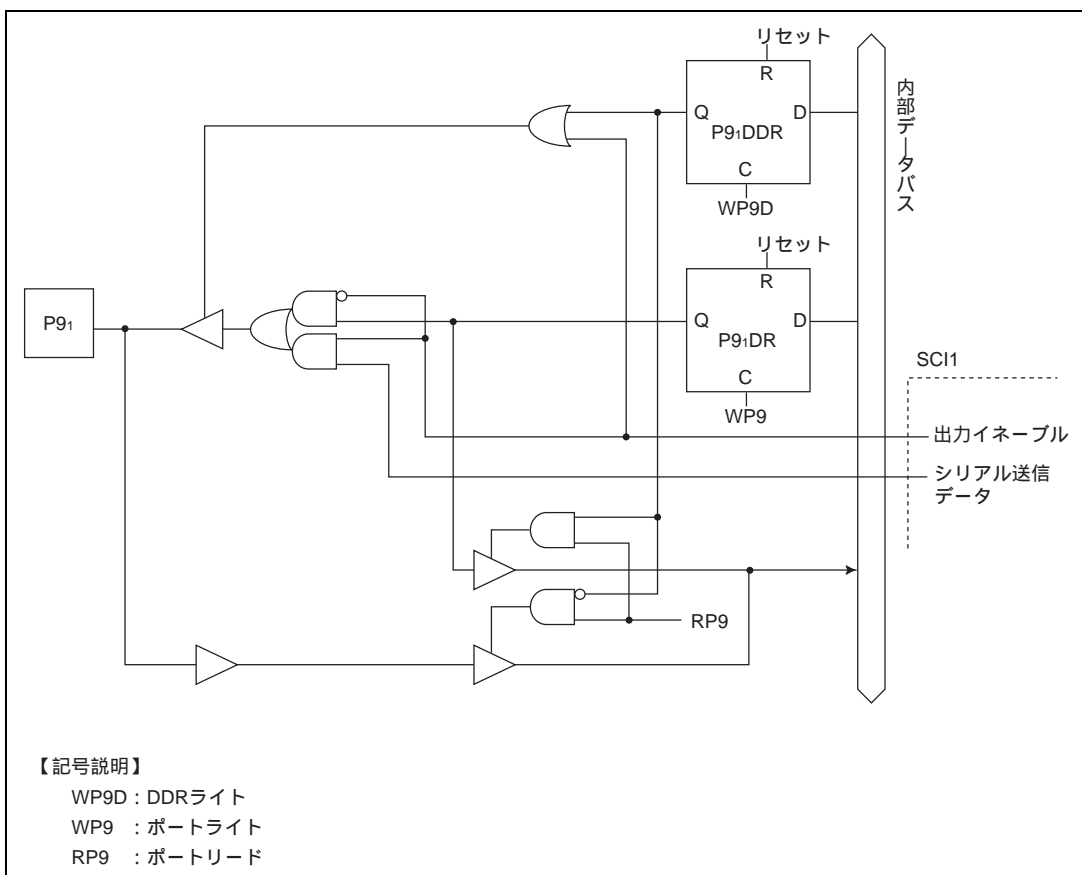 リセット
R
Q
D
P9₁DDR
C
WP9D
内部データバス
リセット
R
P9₁
Q
D
P9₁DR
C
WP9
SCI1
出力イネーブル
シリアル送信
データ
RP9
【記号説明】
WP9D：DDRライト
WP9 ：ポートライト
RP9 ：ポートリード